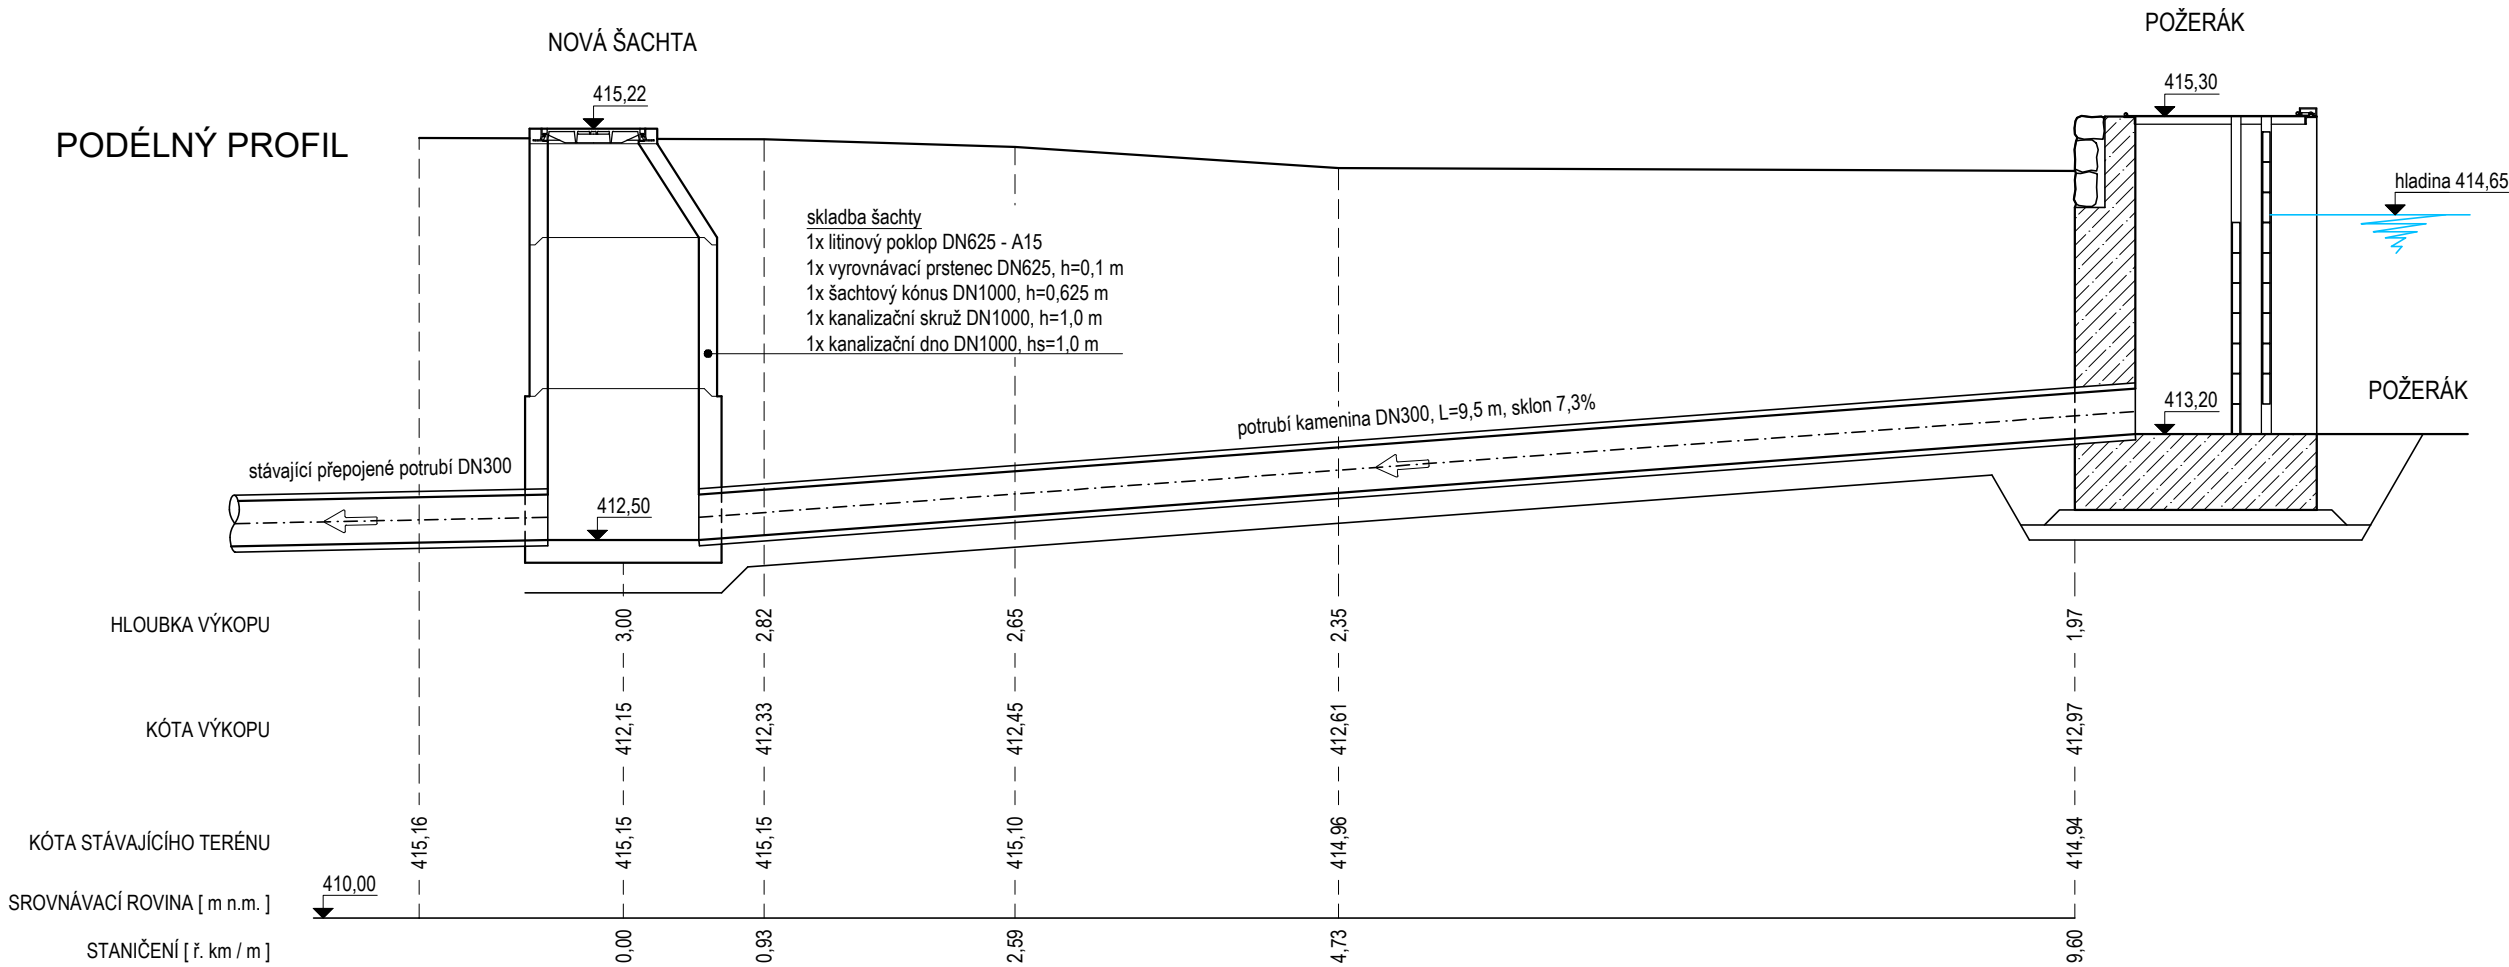 POŽERÁK
NOVÁ ŠACHTA
415,30
415,22
PODÉLNÝ PROFIL
hladina 414,65
skladba šachty
1x litinový poklop DN625 - A15
1x vyrovnávací prstenec DN625, h=0,1 m
1x šachtový kónus DN1000, h=0,625 m
1x kanalizační skruž DN1000, h=1,0 m
1x kanalizační dno DN1000, hs=1,0 m
POŽERÁK
413,20
potrubí kamenina DN300, L=9,5 m, sklon 7,3%
stávající přepojené potrubí DN300
412,50
HLOUBKA VÝKOPU 3,00 2,82 2,65 2,35 1,97
KÓTA VÝKOPU 412,15 412,33 412,45 412,61 412,97
KÓTA STÁVAJÍCÍHO TERÉNU 415,16 415,15 415,15 415,10 414,96 414,94
410,00
SROVNÁVACÍ ROVINA [ m n.m. ]
STANIČENÍ [ ř. km / m ] 0,00 0,93 2,59 4,73 9,60